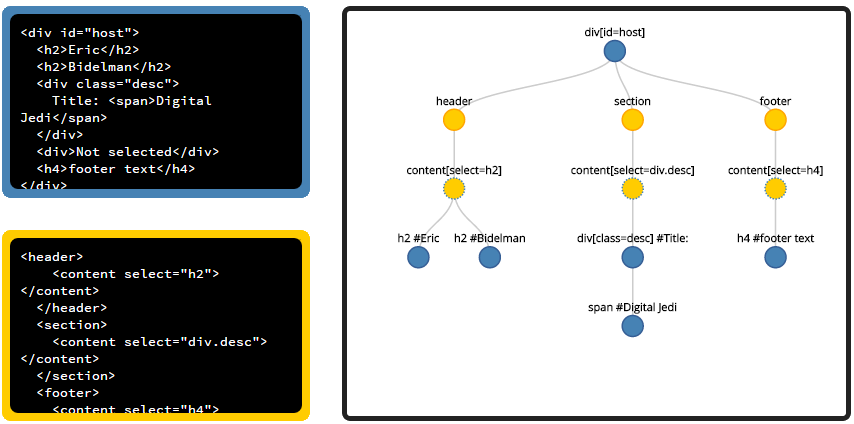 <div id="host">
<h2>Eric</h2>
<h2>Bidelman</h2>
<div class="desc">
Title: <span>Digital
Jedi</span>
</div>
<div>Not selected</div>
<h4>footer text</h4>
</div>
<header>
<content select="h2">
</content>
</header>
<section>
<content select="div.desc">
</content>
</section>
<footer>
<content select="h4">
div[id=host]
header section footer
content[select=h2] content[select=div.desc] content[select=h4]
h2 #Eric h2 #Bidelman div[class=desc] #Title: h4 #footer text
span #Digital Jedi